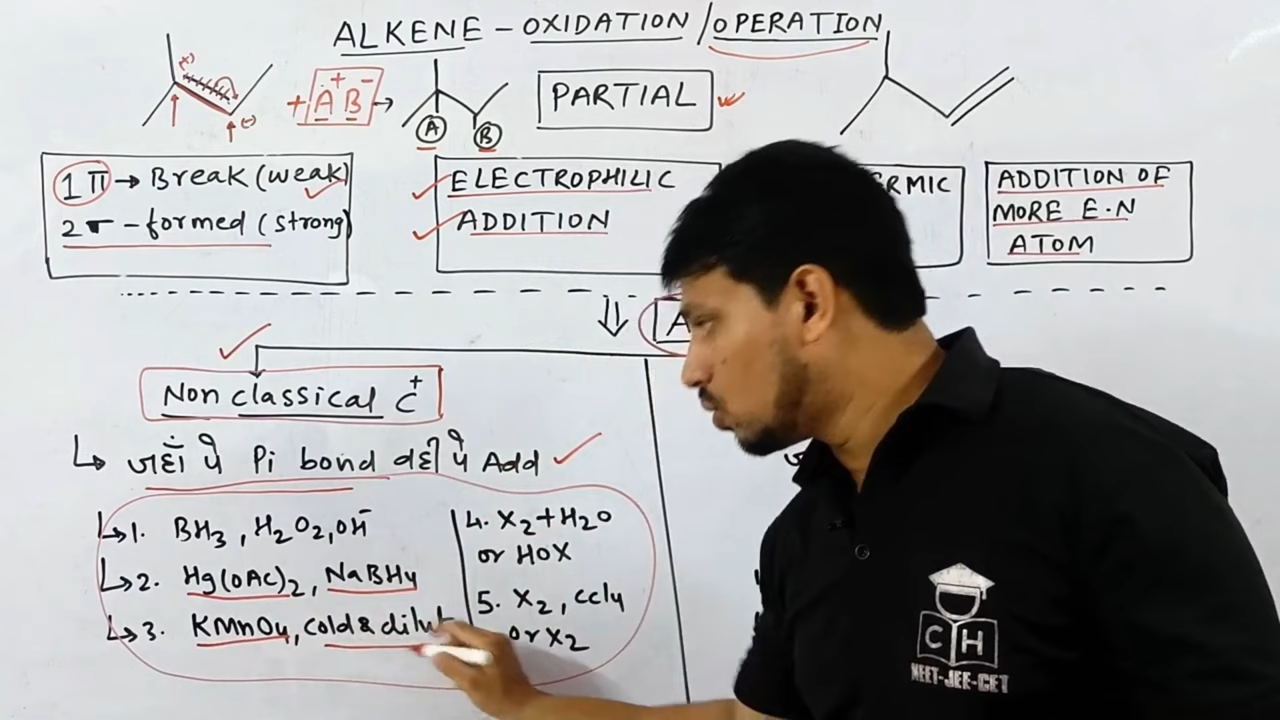 ALKENE – OXIDATION / OPERATION
(+)
(-)
+ A⁺ B⁻ →
A
B
PARTIAL
1 π → Break (weak)
2 σ – formed (strong)
ELECTROPHILIC
ADDITION
ERMIC
ADDITION OF
MORE E.N
ATOM
⇓
A
Non classical C⁺
Pi bond
Add
1. BH3, H2O2, OH⁻
2. Hg(OAc)2, NaBH4
3. KMnO4, cold & dilut
4. X2 + H2O
or HOX
5. X2, CCl4
or X2
CH
NEET-JEE-CET